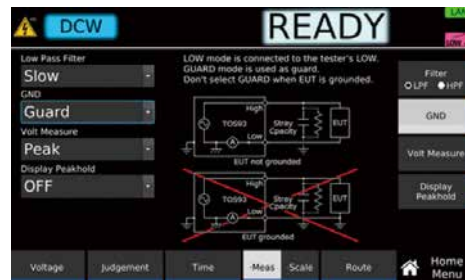 DCW
READY
LAN
LOW
Low Pass Filter
Slow
GND
Guard
Volt Measure
Peak
Display Peakhold
OFF
LOW mode is connected to the tester's LOW.
GUARD mode is used as guard.
Don't select GUARD when EUT is grounded.
High
TOS93
Stray
Cpacity
EUT
A
Low
EUT not grounded
High
TOS93
Stray
Cpacity
EUT
A
Low
EUT grounded
Filter
LPF HPF
GND
Volt Measure
Display
Peakhold
Voltage
Judgement
Time
Meas
Scale
Route
Home
Menu